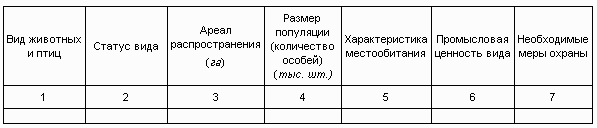 Вид животных
и птиц
Статус вида
Ареал
распространения
(га)
Размер
популяции
(количество
особей)
(тыс. шт.)
Характеристика
местообитания
Промысловая
ценность вида
Необходимые
меры охраны
1 2 3 4 5 6 7